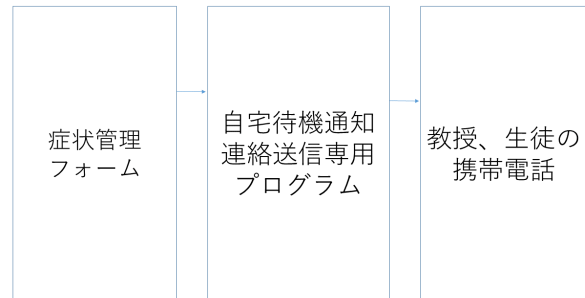 症状管理
フォーム
自宅待機通知
連絡送信専用
プログラム
教授、生徒の
携帯電話